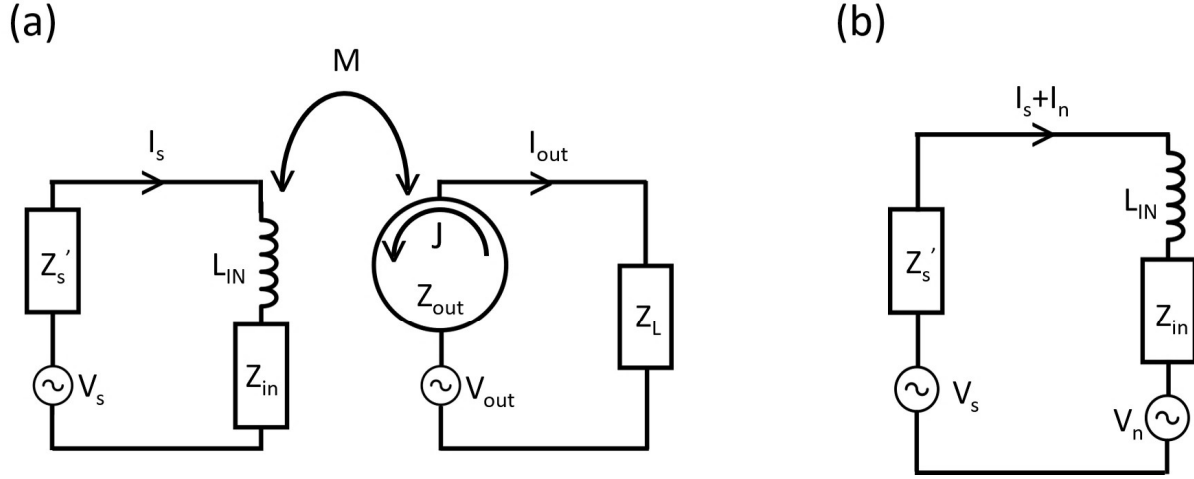 (a)
M
I_s
I_out
Z_s'
L_IN
J
Z_out
Z_L
Z_in
V_s
V_out
(b)
I_s+I_n
L_IN
Z_s'
Z_in
V_s
V_n